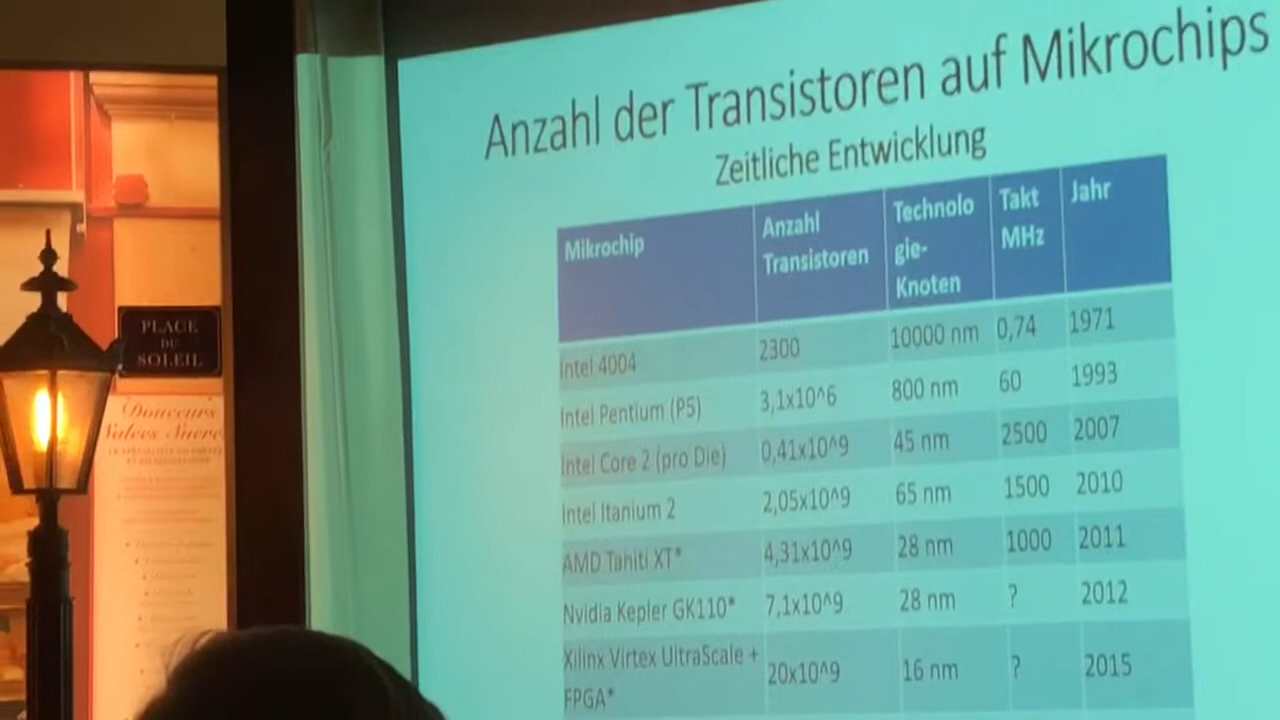 Anzahl der Transistoren auf Mikrochips
Zeitliche Entwicklung
Mikrochip Anzahl Transistoren Technolo gie- Knoten Takt MHz Jahr
Intel 4004 2300 10000 nm 0,74 1971
Intel Pentium (P5) 3,1x10^6 800 nm 60 1993
Intel Core 2 (pro Die) 0,41x10^9 45 nm 2500 2007
Intel Itanium 2 2,05x10^9 65 nm 1500 2010
AMD Tahiti XT* 4,31x10^9 28 nm 1000 2011
Nvidia Kepler GK110* 7,1x10^9 28 nm ? 2012
Xilinx Virtex UltraScale + FPGA* 20x10^9 16 nm ? 2015
PLACE
DU
SOLEIL
Douceurs